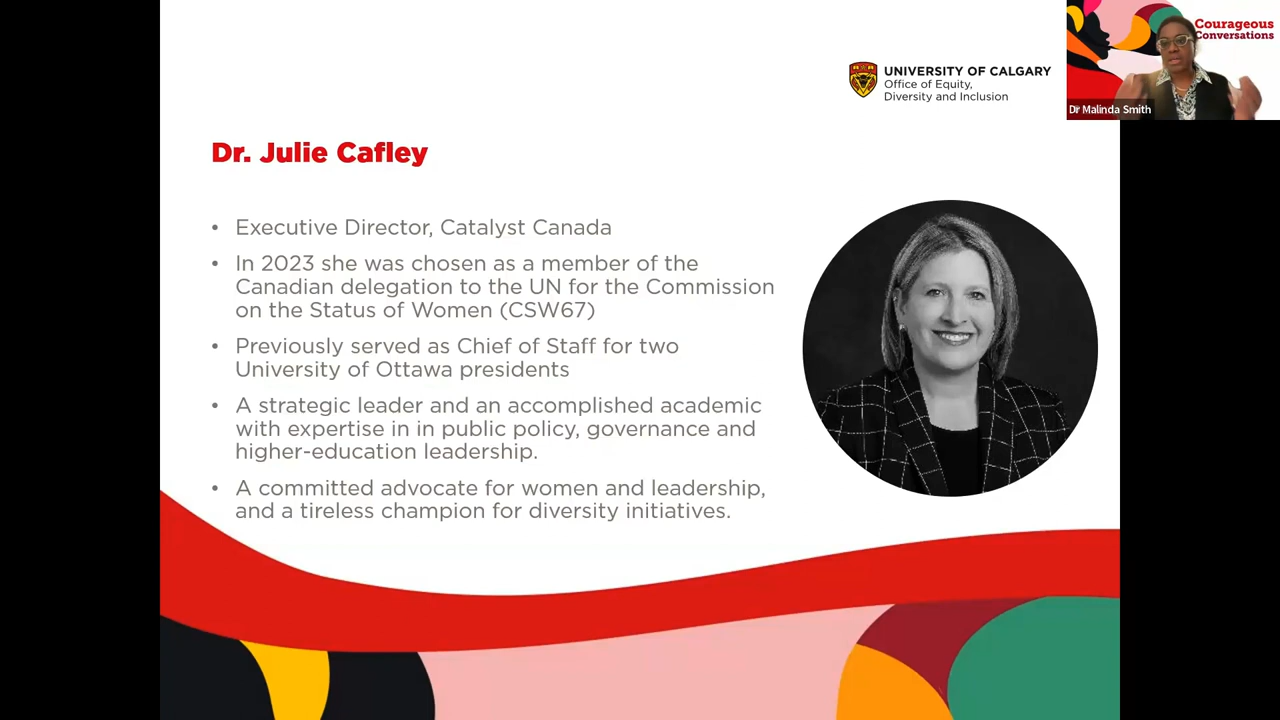 UNIVERSITY OF CALGARY
Office of Equity,
Diversity and Inclusion
Courageous
Conversations
Dr Malinda Smith
Dr. Julie Cafley
• Executive Director, Catalyst Canada
• In 2023 she was chosen as a member of the
Canadian delegation to the UN for the Commission
on the Status of Women (CSW67)
• Previously served as Chief of Staff for two
University of Ottawa presidents
• A strategic leader and an accomplished academic
with expertise in in public policy, governance and
higher-education leadership.
• A committed advocate for women and leadership,
and a tireless champion for diversity initiatives.